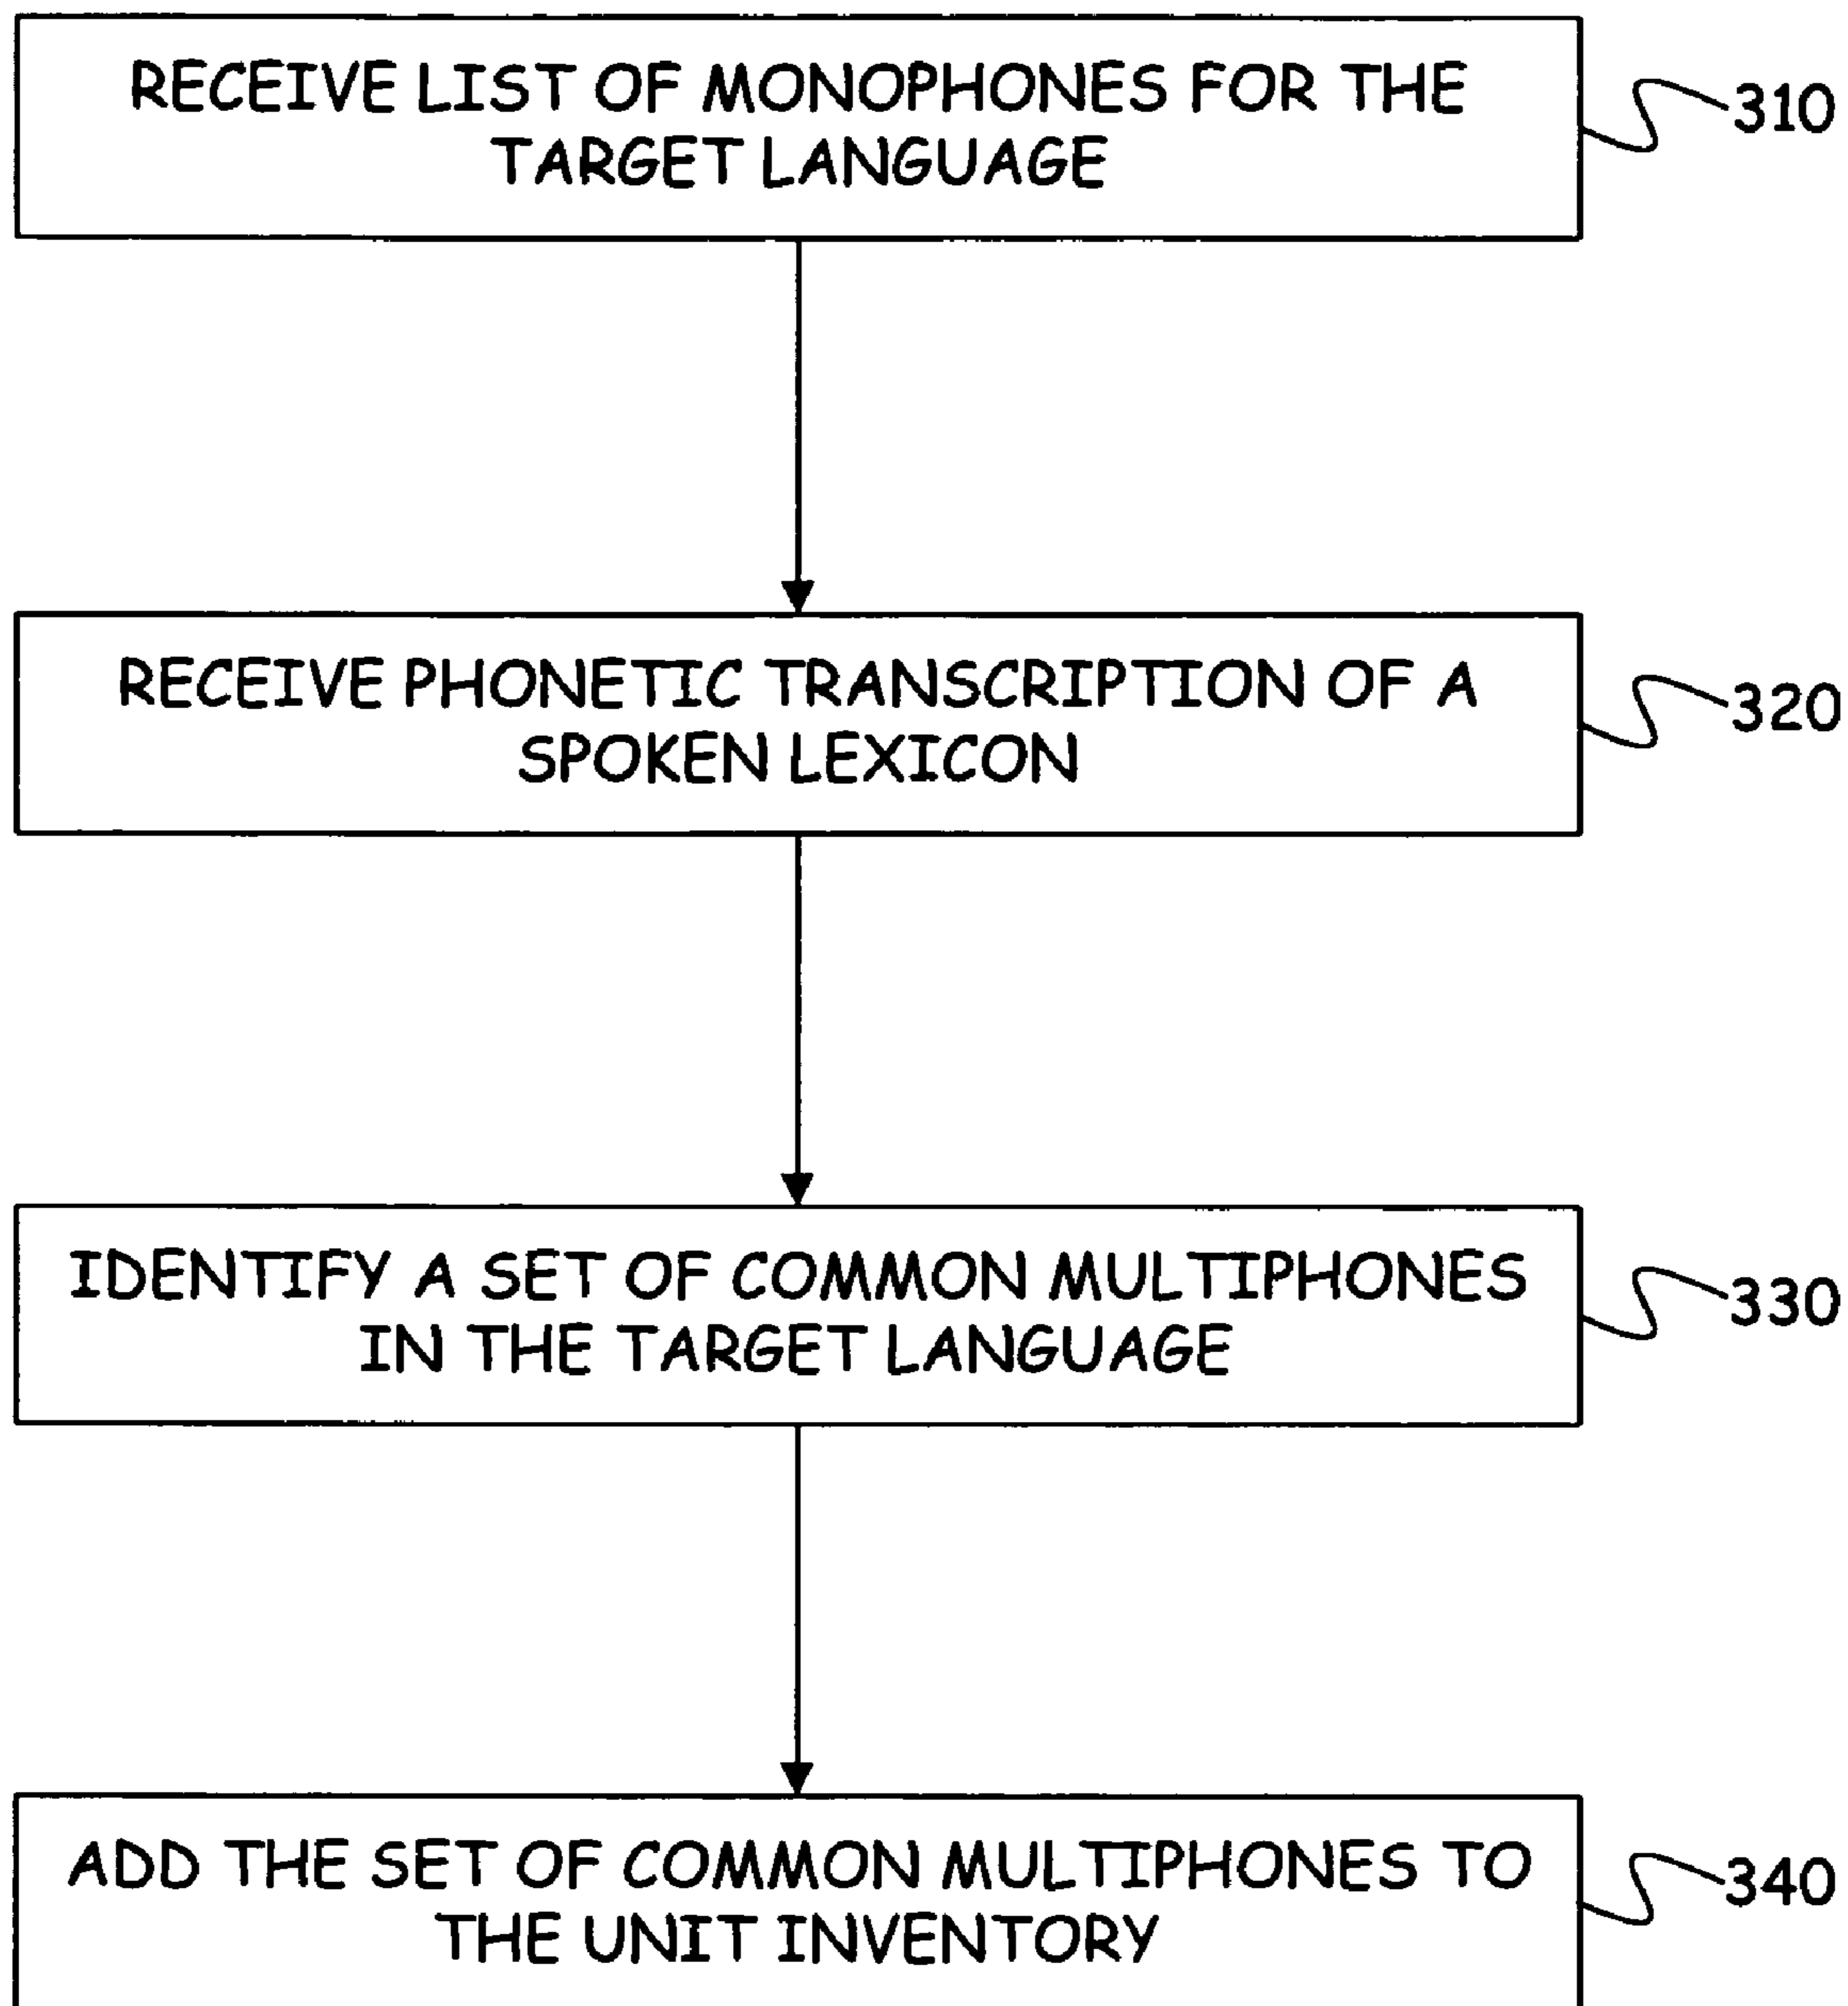 RECEIVE LIST OF MONOPHONES FOR THE
TARGET LANGUAGE
310
RECEIVE PHONETIC TRANSCRIPTION OF A
SPOKEN LEXICON
320
IDENTIFY A SET OF COMMON MULTIPHONES
IN THE TARGET LANGUAGE
330
ADD THE SET OF COMMON MULTIPHONES TO
THE UNIT INVENTORY
340